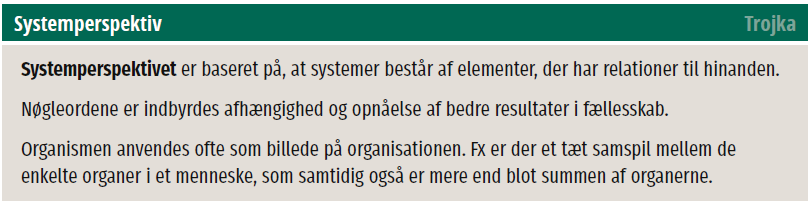 Systemperspektiv Trojka
Systemperspektivet er baseret på, at systemer består af elementer, der har relationer til hinanden.
Nøgleordene er indbyrdes afhængighed og opnåelse af bedre resultater i fællesskab.
Organismen anvendes ofte som billede på organisationen. Fx er der et tæt samspil mellem de
enkelte organer i et menneske, som samtidig også er mere end blot summen af organerne.